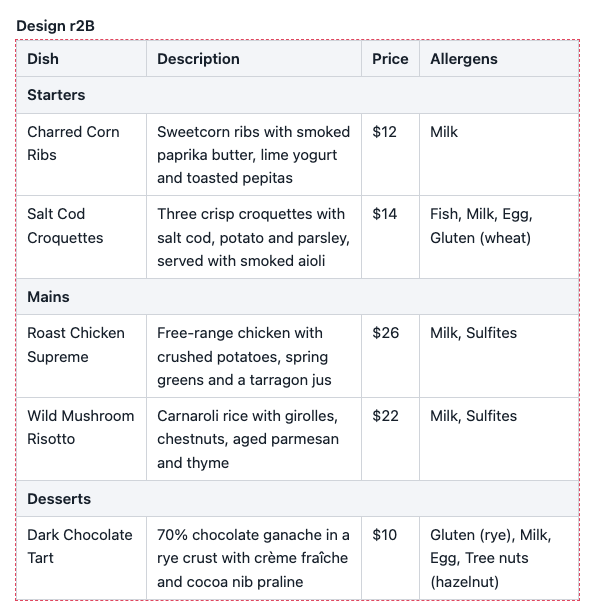 Design r2B
Dish Description Price Allergens
Starters
Charred Corn Sweetcorn ribs with smoked $12 Milk
Ribs paprika butter, lime yogurt
and toasted pepitas
Salt Cod Three crisp croquettes with $14 Fish, Milk, Egg,
Croquettes salt cod, potato and parsley, Gluten (wheat)
served with smoked aioli
Mains
Roast Chicken Free-range chicken with $26 Milk, Sulfites
Supreme crushed potatoes, spring
greens and a tarragon jus
Wild Mushroom Carnaroli rice with girolles, $22 Milk, Sulfites
Risotto chestnuts, aged parmesan
and thyme
Desserts
Dark Chocolate 70% chocolate ganache in a $10 Gluten (rye), Milk,
Tart rye crust with crème fraîche Egg, Tree nuts
and cocoa nib praline (hazelnut)